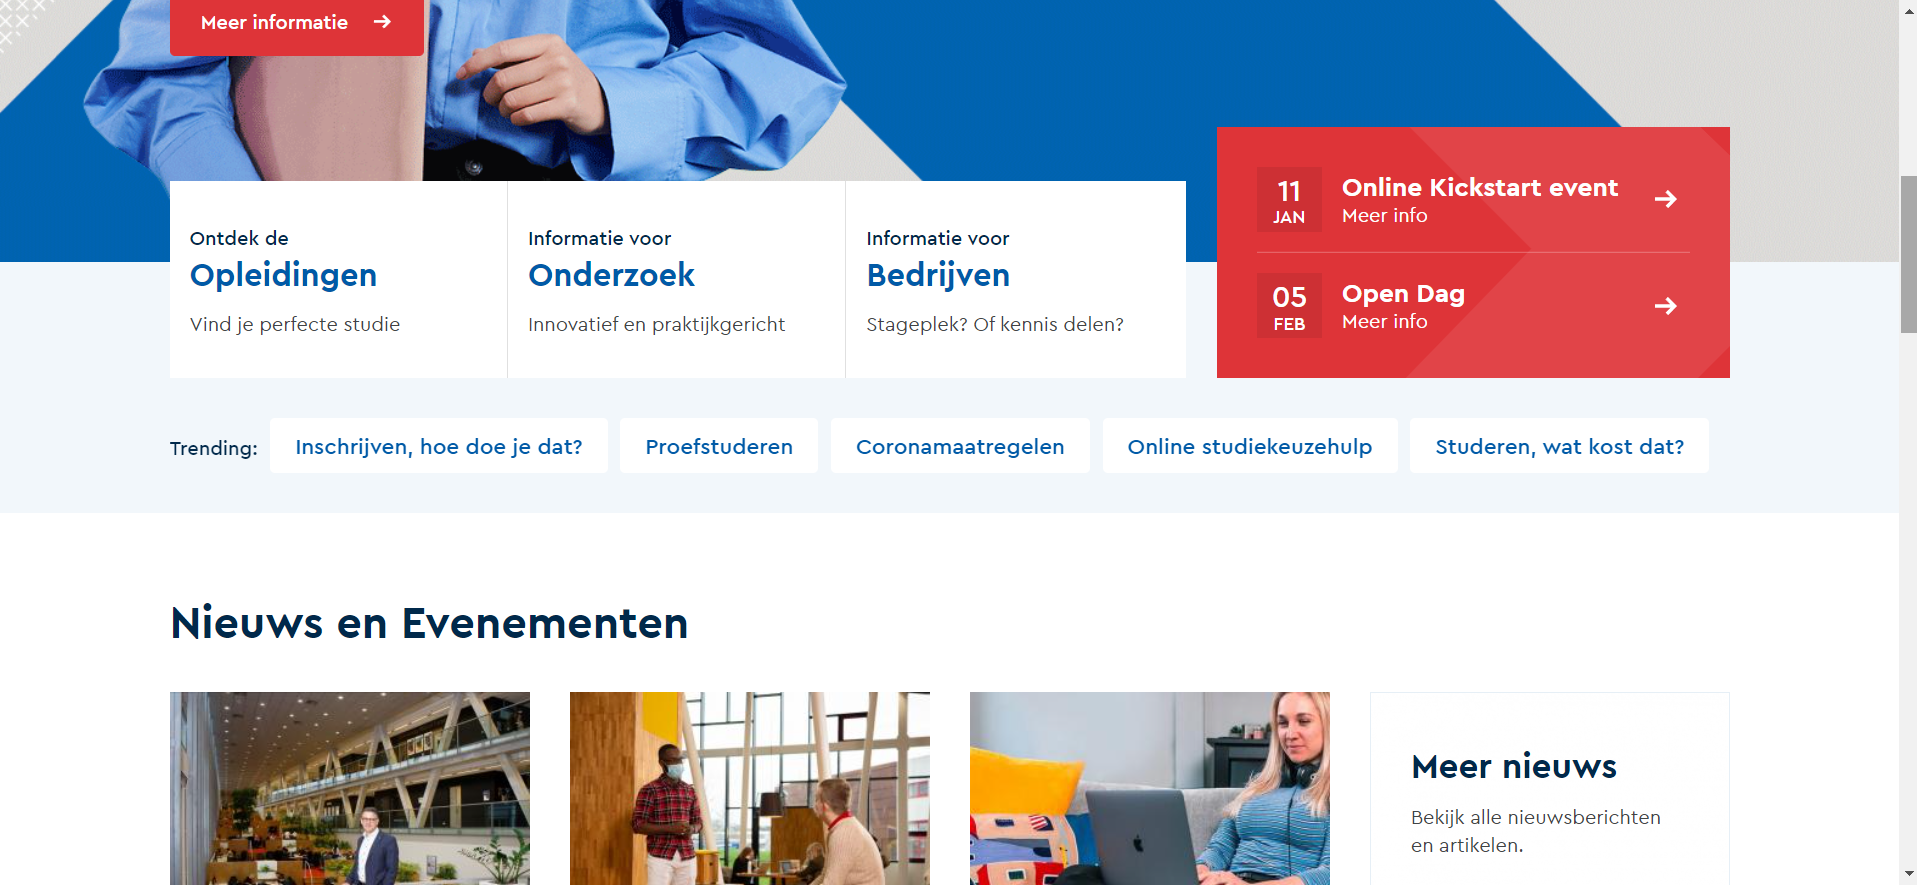 Meer informatie
Ontdek de
Opleidingen
Vind je perfecte studie
Informatie voor
Onderzoek
Innovatief en praktijkgericht
Informatie voor
Bedrijven
Stageplek? Of kennis delen?
11
JAN
Online Kickstart event
Meer info
05
FEB
Open Dag
Meer info
Trending:
Inschrijven, hoe doe je dat?
Proefstuderen
Coronamaatregelen
Online studiekeuzehulp
Studeren, wat kost dat?
Nieuws en Evenementen
Meer nieuws
Bekijk alle nieuwsberichten
en artikelen.